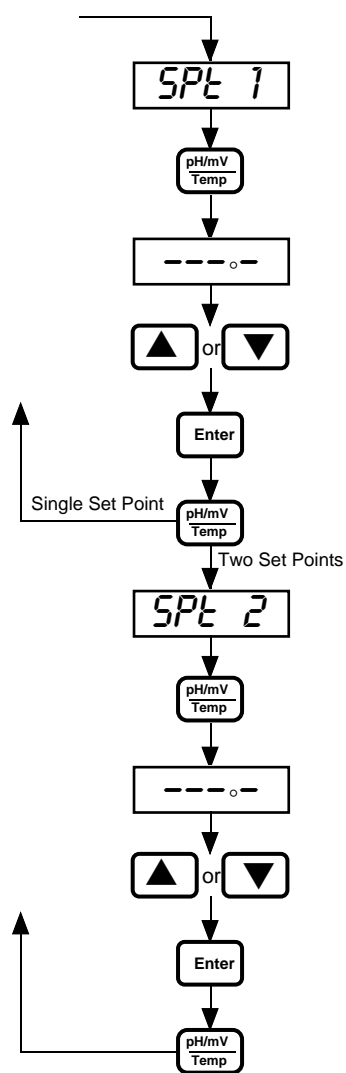 SPt 1
pH/mV
Temp
---.-
or
Enter
Single Set Point
pH/mV
Temp
Two Set Points
SPt 2
pH/mV
Temp
---.-
or
Enter
pH/mV
Temp